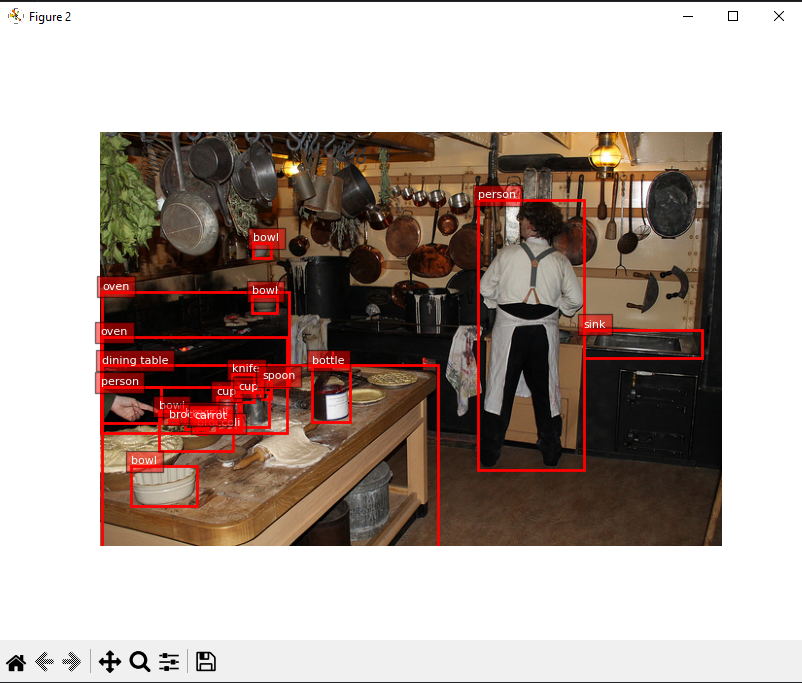 Figure 2
person
bowl
oven
bowl
sink
oven
dining table
bottle
knife
spoon
person
cup
cup
bowl
carrot
broccoli
bowl